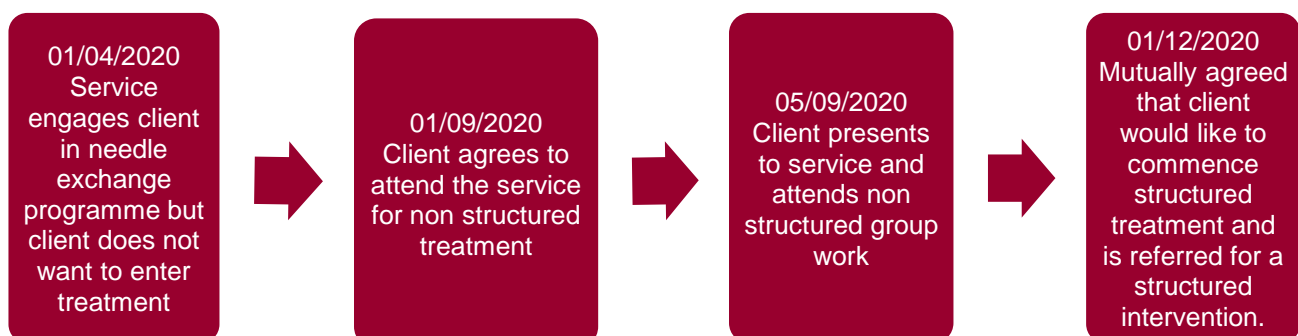 01/04/2020
Service
engages client
in needle
exchange
programme but
client does not
want to enter
treatment
01/09/2020
Client agrees to
attend the service
for non structured
treatment
05/09/2020
Client presents
to service and
attends non
structured group
work
01/12/2020
Mutually agreed
that client
would like to
commence
structured
treatment and
is referred for a
structured
intervention.